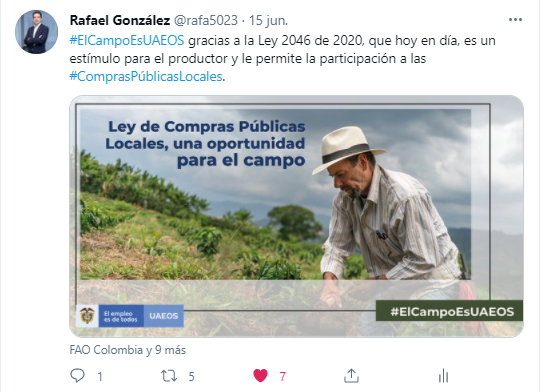 Rafael González @rafa5023 · 15 jun.
#ElCampoEsUAEOS gracias a la Ley 2046 de 2020, que hoy en día, es un
estímulo para el productor y le permite la participación a las
#ComprasPúblicasLocales.
Ley de Compras Públicas
Locales, una oportunidad
para el campo
El empleo
es de todos
UAEOS
#ElCampoEsUAEOS
FAO Colombia y 9 más
1 5 7